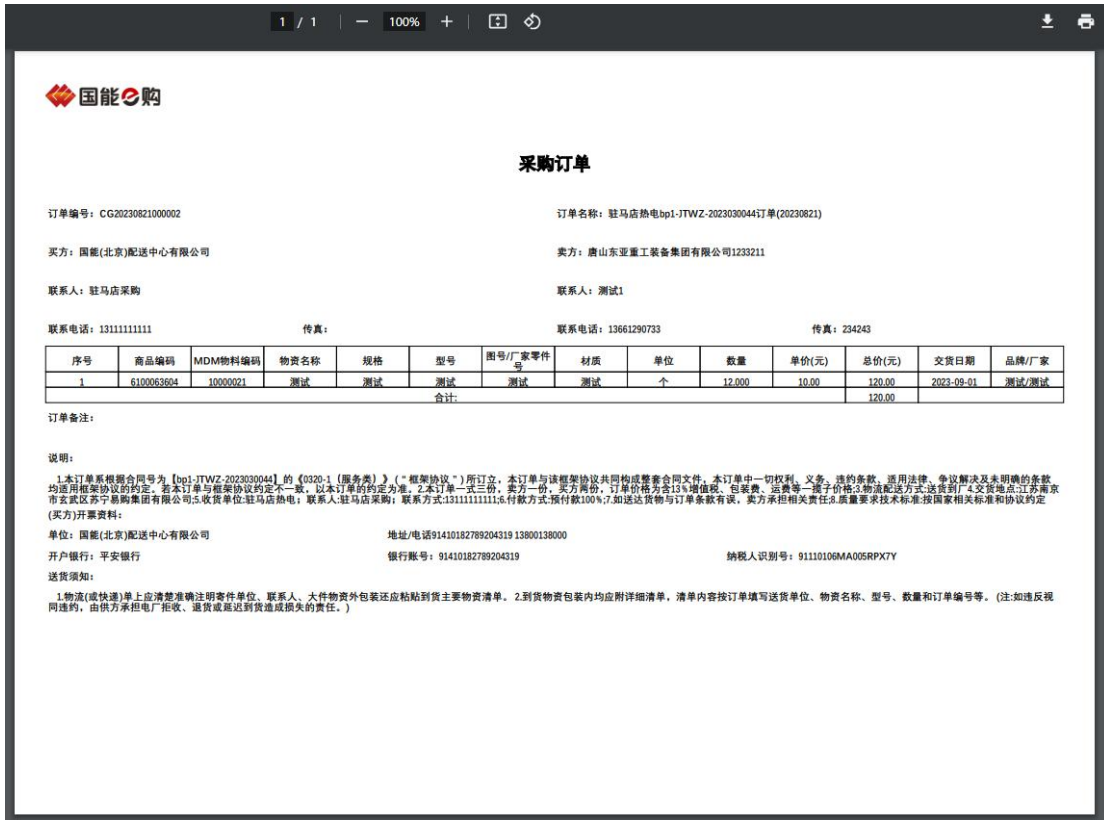 1 / 1 100%
国能e购
采购订单
订单编号：CG20230821000002 订单名称：驻马店热电bp1-JTWZ-2023030044订单(20230821)
买方：国能(北京)配送中心有限公司 卖方：唐山东亚重工装备集团有限公司1233211
联系人：驻马店采购 联系人：测试1
联系电话：13111111111 传真： 联系电话：13661290733 传真：234243
序号 商品编码 MDM物料编码 物资名称 规格 型号 图号/厂家零件号 材质 单位 数量 单价(元) 总价(元) 交货日期 品牌/厂家
1 6100063604 10000021 测试 测试 测试 测试 测试 个 12.000 10.00 120.00 2023-09-01 测试/测试
合计: 120.00
订单备注：
说明：
1.本订单系根据合同号为【bp1-JTWZ-2023030044】的《0320-1（服务类）》("框架协议")所订立，本订单与该框架协议共同构成整套合同文件，本订单中一切权利、义务、违约条款、适用法律、争议解决及未明确的条款
均适用框架协议的约定。若本订单与框架协议约定不一致，以本订单的约定为准。2.本订单一式三份，卖方一份，买方两份，订单价格为含13%增值税、包装费、运费等一揽子价格;3.物流配送方式:送货到厂4.交货地点:江苏南京
市玄武区苏宁易购集团有限公司;5.收货单位:驻马店热电；联系人:驻马店采购；联系方式:13111111111;6.付款方式:预付款100%;7.如送达货物与订单条款有误，卖方承担相关责任;8.质量要求技术标准:按国家相关标准和协议约定
(买方)开票资料：
单位：国能(北京)配送中心有限公司 地址/电话91410182789204319 13800138000
开户银行：平安银行 银行账号：91410182789204319 纳税人识别号：91110106MA005RPX7Y
送货须知：
1.物流(或快递)单上应清楚准确注明寄件单位、联系人、大件物资外包装还应粘贴到货主要物资清单。 2.到货物资包装内均应附详细清单，清单内容按订单填写送货单位、物资名称、型号、数量和订单编号等。 (注:如违反视
同违约，由供方承担电厂拒收、退货或延迟到货造成损失的责任。)